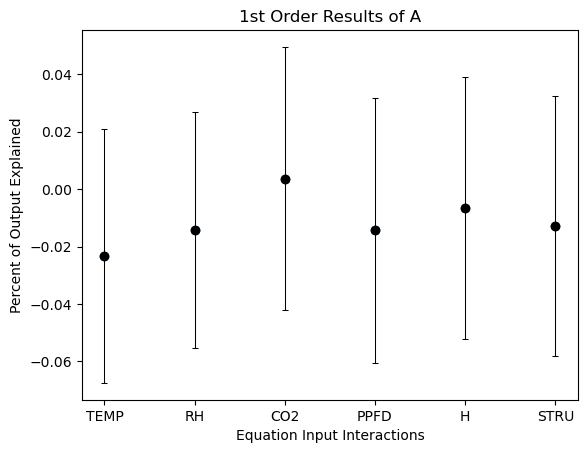 1st Order Results of A
Percent of Output Explained
0.04
0.02
0.00
−0.02
−0.04
−0.06
TEMP RH CO2 PPFD H STRU
Equation Input Interactions